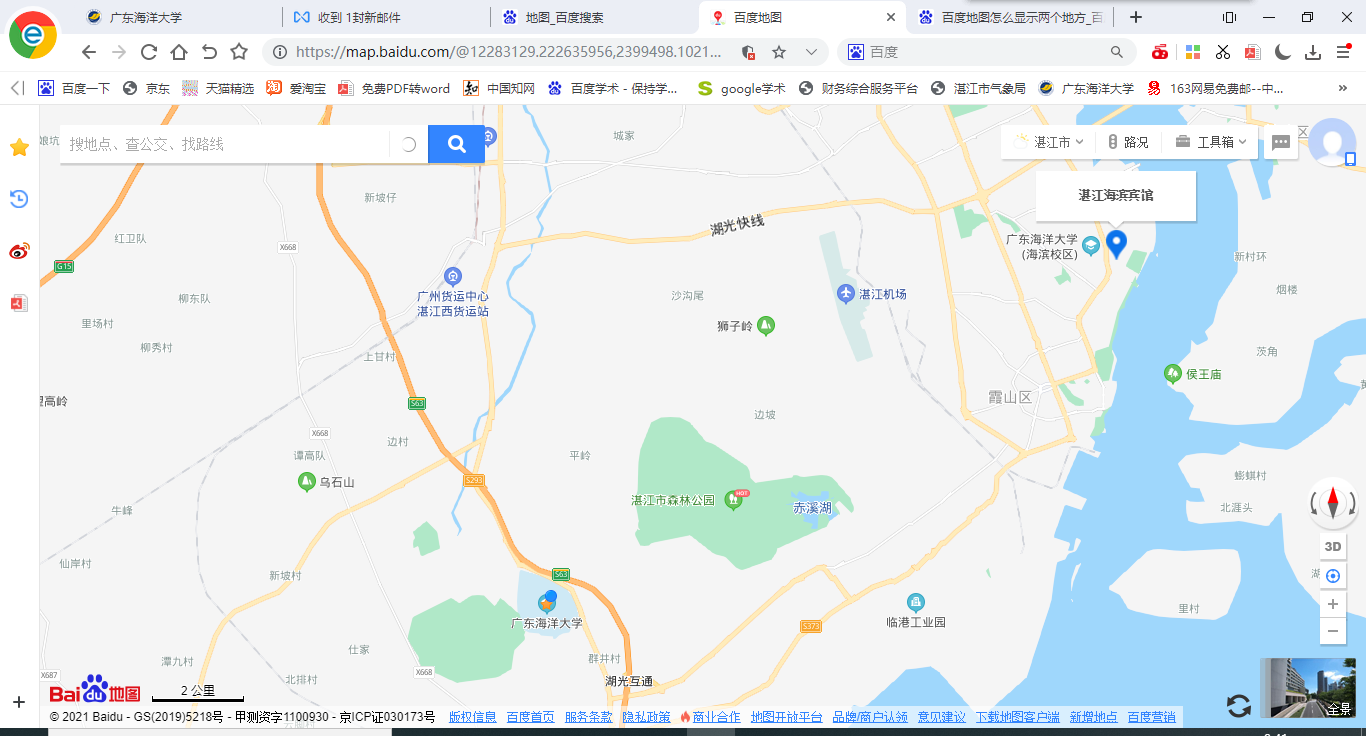 广东海洋大学
收到 1封新邮件
地图_百度搜索
百度地图
百度地图怎么显示两个地方_百
https://map.baidu.com/@12283129.222635956,2399498.1021...
百度
百度一下
京东
天猫精选
爱淘宝
免费PDF转word
中国知网
百度学术 - 保持学...
google学术
财务综合服务平台
湛江市气象局
广东海洋大学
163网易免费邮--中...
搜地点、查公交、找路线
城家
湛江市
路况
工具箱
新坡仔
湛江海滨宾馆
湖光快线
红卫队
X668
广东海洋大学
(海滨校区)
新村环
G15
广州货运中心
湛江西货运站
柳东队
沙沟尾
湛江机场
烟楼
里场村
狮子岭
柳秀村
上甘村
茨角
侯王庙
霞山区
S63
边坡
X668
边村
谭高队
平岭
乌石山
S293
湛江市森林公园
HOT
赤溪湖
彭蜞村
北涯头
牛峰
3D
仙岸村
新坡村
S63
里村
广东海洋大学
临港工业园
S373
仕家
群井村
潭九村
X668
X687
北排村
湖光互通
Bai du 地图
2 公里
全景
© 2021 Baidu - GS(2019)5218号 - 甲测资字1100930 - 京ICP证030173号
版权信息
百度首页
服务条款
隐私政策
商业合作
地图开放平台
品牌/商户认领
意见建议
下载地图客户端
新增地点
百度营销